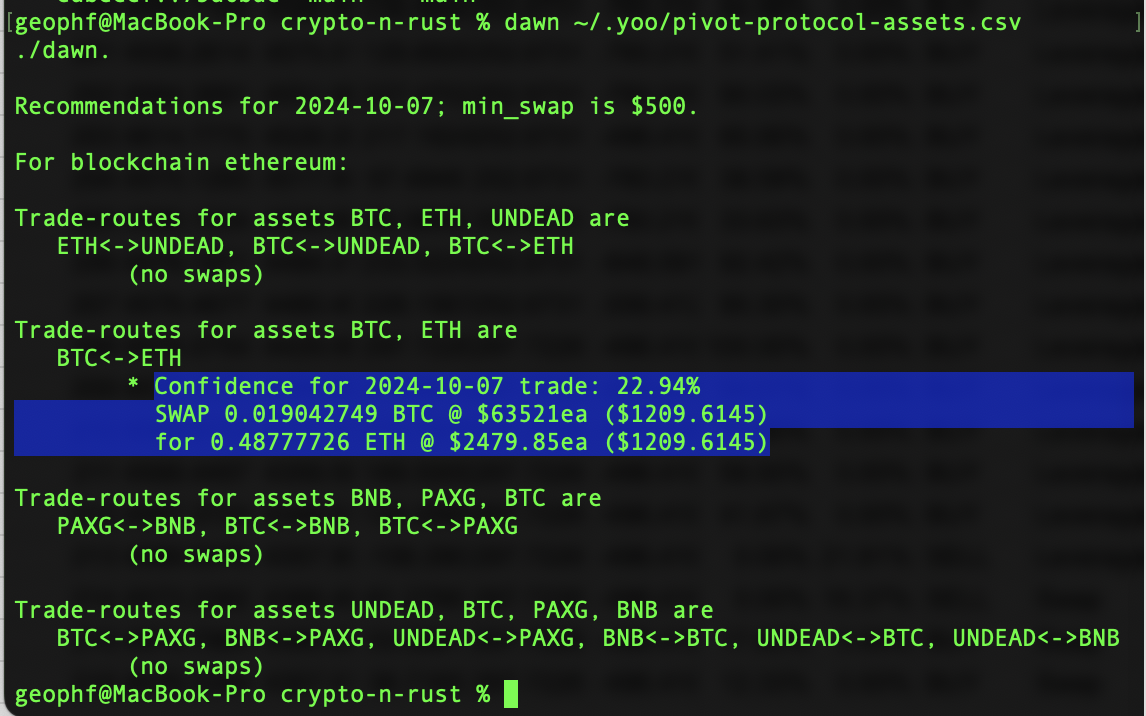 [geophf@MacBook-Pro crypto-n-rust % dawn ~/.yoo/pivot-protocol-assets.csv ]
./dawn.
Recommendations for 2024-10-07; min_swap is $500.
For blockchain ethereum:
Trade-routes for assets BTC, ETH, UNDEAD are
ETH<->UNDEAD, BTC<->UNDEAD, BTC<->ETH
(no swaps)
Trade-routes for assets BTC, ETH are
BTC<->ETH
* Confidence for 2024-10-07 trade: 22.94%
SWAP 0.019042749 BTC @ $63521ea ($1209.6145)
for 0.48777726 ETH @ $2479.85ea ($1209.6145)
Trade-routes for assets BNB, PAXG, BTC are
PAXG<->BNB, BTC<->BNB, BTC<->PAXG
(no swaps)
Trade-routes for assets UNDEAD, BTC, PAXG, BNB are
BTC<->PAXG, BNB<->PAXG, UNDEAD<->PAXG, BNB<->BTC, UNDEAD<->BTC, UNDEAD<->BNB
(no swaps)
geophf@MacBook-Pro crypto-n-rust %